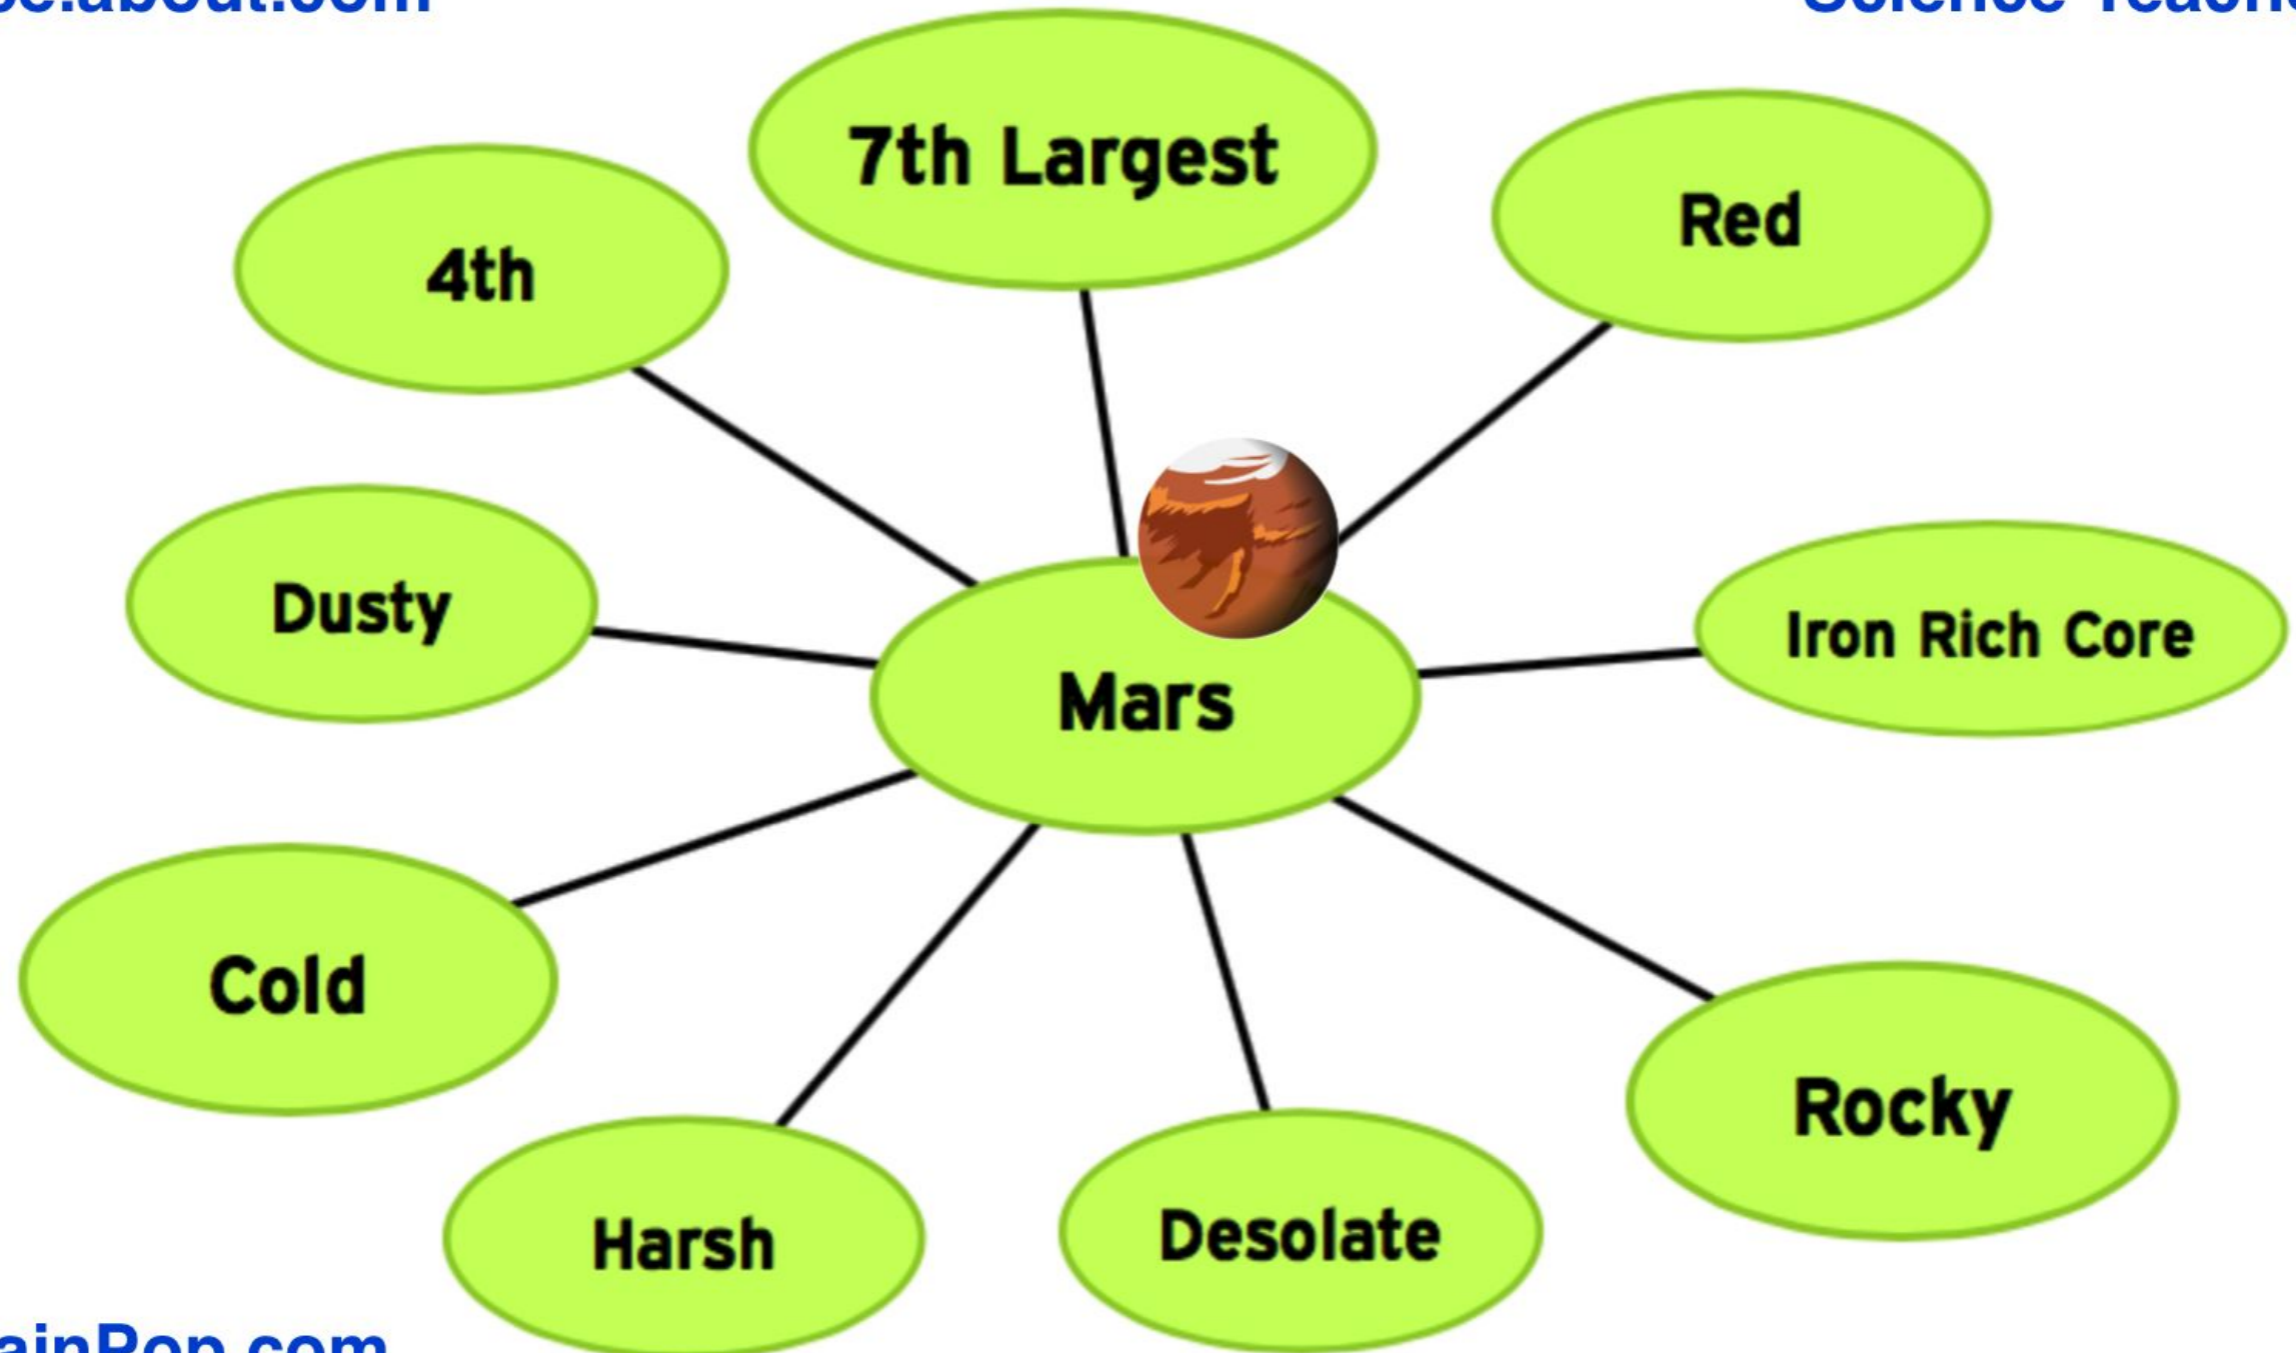 7th Largest
Red
4th
Dusty
Iron Rich Core
Mars
Cold
Rocky
Harsh
Desolate